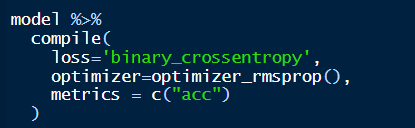 model %>%
  compile(
    loss='binary_crossentropy',
    optimizer=optimizer_rmsprop(),
    metrics = c("acc")
  )